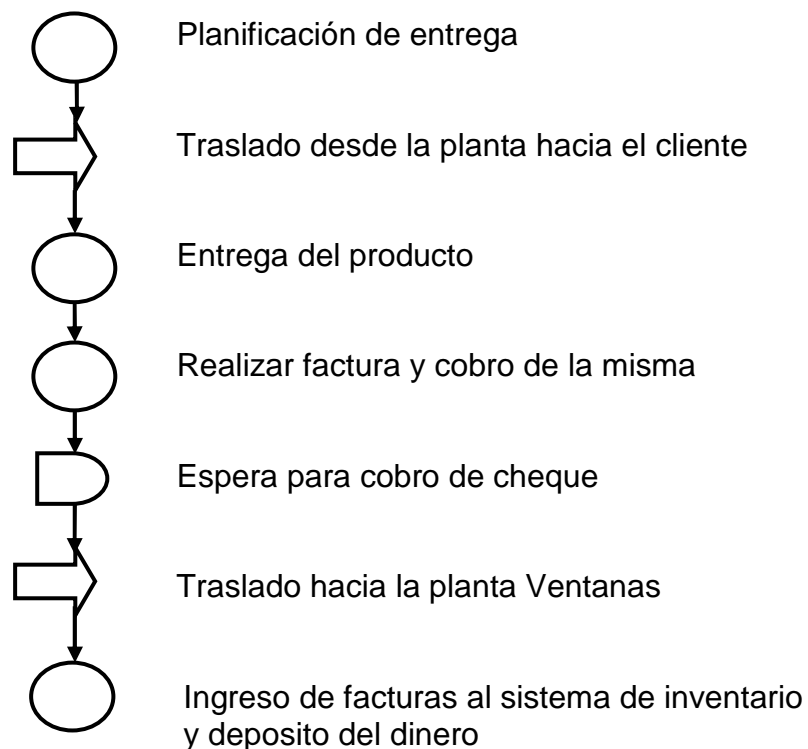 Planificación de entrega
Traslado desde la planta hacia el cliente
Entrega del producto
Realizar factura y cobro de la misma
Espera para cobro de cheque
Traslado hacia la planta Ventanas
Ingreso de facturas al sistema de inventario
y deposito del dinero